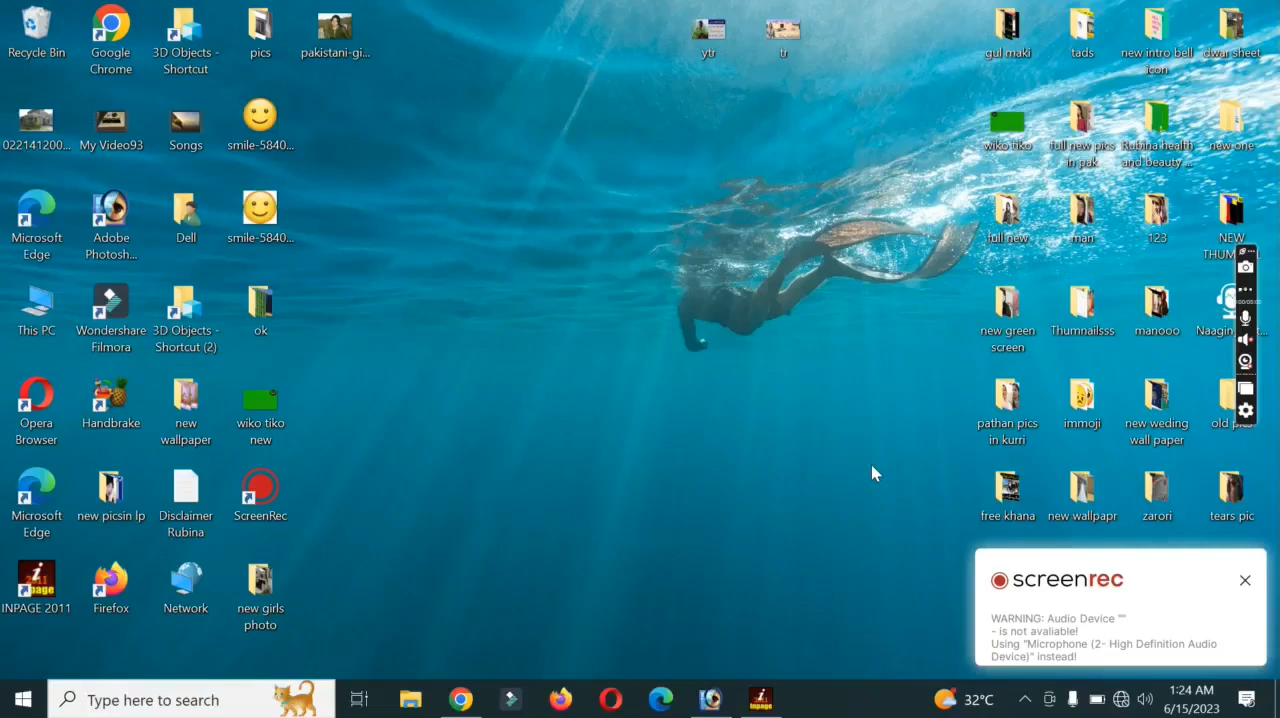 Recycle Bin
Google
Chrome
3D Objects -
Shortcut
pics
pakistani-gi...
ytr
tr
gul maki
tads
new intro bell
icon
dwar sheet
022141200...
My Video93
Songs
smile-5840...
wiko tiko
full new pics
in pak
Rubina health
and beauty ...
new one
Microsoft
Edge
Adobe
Photosh...
Dell
smile-5840...
full new
man
123
NEW
This PC
Wondershare
Filmora
3D Objects -
Shortcut (2)
ok
new green
screen
Thumnailsss
manooo
Opera
Browser
Handbrake
new
wallpaper
wiko tiko
new
pathan pics
in kurri
immoji
new weding
wall paper
Microsoft
Edge
new picsin lp
Disclaimer
Rubina
ScreenRec
free khana
new wallpapr
zarori
tears pic
INPAGE 2011
Firefox
Network
new girls
photo
screenrec
WARNING: Audio Device ""
- is not avaliable!
Using "Microphone (2- High Definition Audio
Device)" instead!
Type here to search
32°C
1:24 AM
6/15/2023